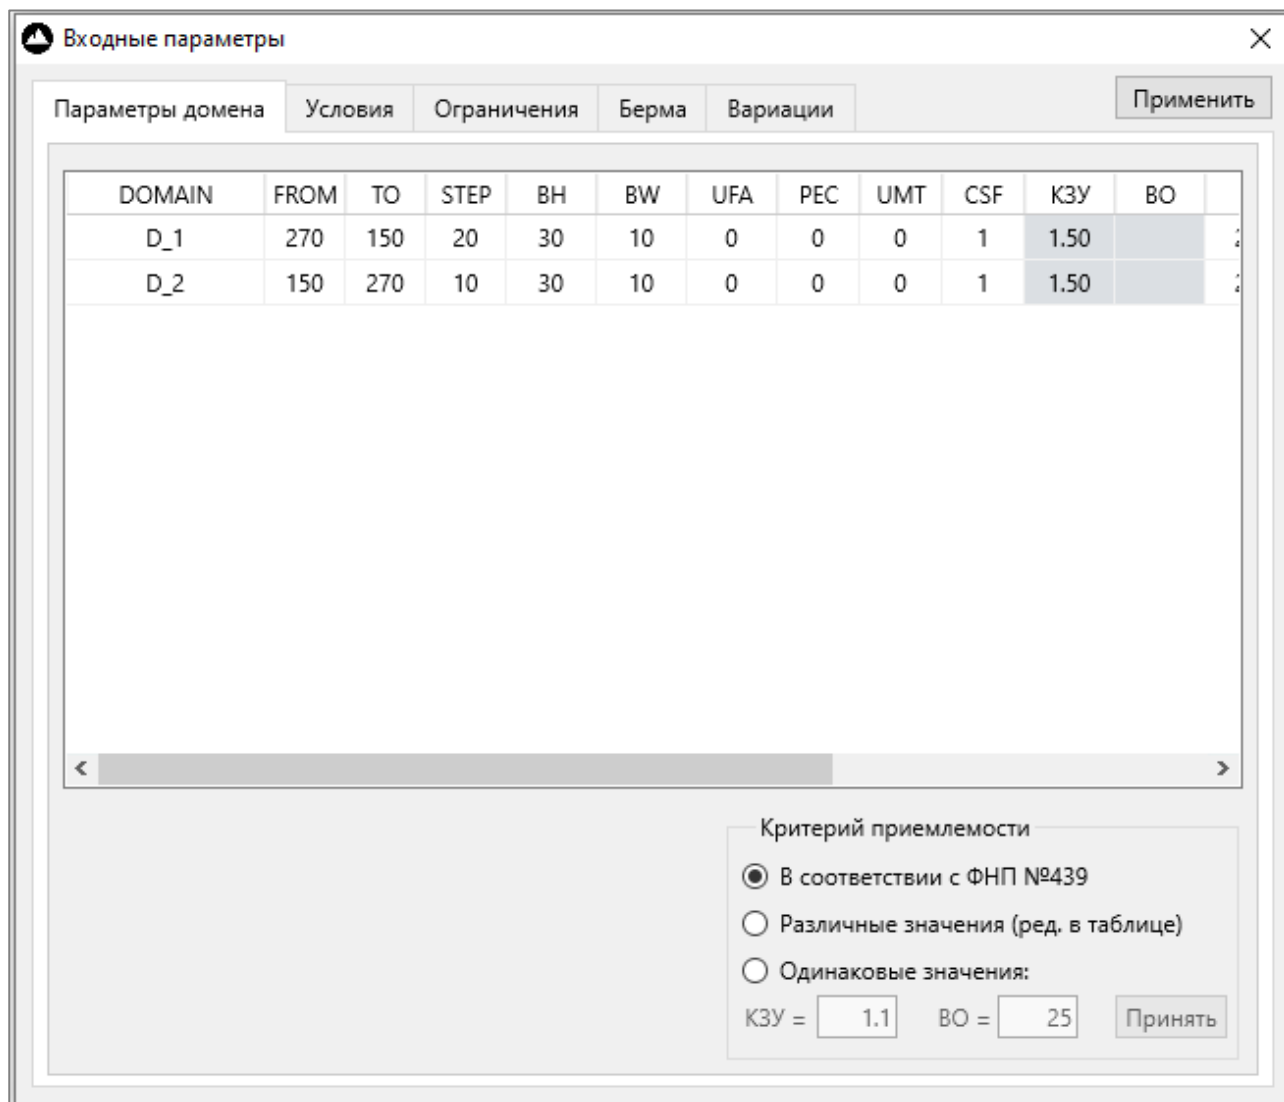 Входные параметры
Параметры домена Условия Ограничения Берма Вариации Применить
DOMAIN FROM TO STEP BH BW UFA PEC UMT CSF КЗУ ВО
D_1 270 150 20 30 10 0 0 0 1 1.50
D_2 150 270 10 30 10 0 0 0 1 1.50
Критерий приемлемости
В соответствии с ФНП №439
Различные значения (ред. в таблице)
Одинаковые значения:
КЗУ = 1.1 ВО = 25 Принять